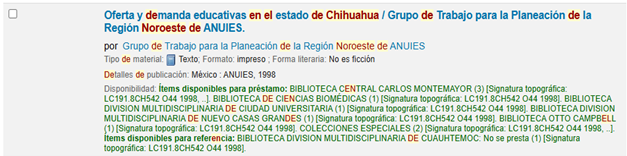 Oferta y demanda educativas en el estado de Chihuahua / Grupo de Trabajo para la Planeación de la
Región Noroeste de ANUIES.
por Grupo de Trabajo para la Planeación de la Región Noroeste de ANUIES
Tipo de material: Texto; Formato: impreso ; Forma literaria: No es ficción
Detalles de publicación: México : ANUIES, 1998
Disponibilidad: Ítems disponibles para préstamo: BIBLIOTECA CENTRAL CARLOS MONTEMAYOR (3) [Signatura topográfica:
LC191.8CH542 O44 1998, ..]. BIBLIOTECA DE CIENCIAS BIOMÉDICAS (1) [Signatura topográfica: LC191.8CH542 O44 1998]. BIBLIOTECA
DIVISION MULTIDISCIPLINARIA DE CIUDAD UNIVERSITARIA (1) [Signatura topográfica: LC191.8CH542 O44 1998]. BIBLIOTECA DIVISION
MULTIDISCIPLINARIA DE NUEVO CASAS GRANDES (1) [Signatura topográfica: LC191.8CH542 O44 1998]. BIBLIOTECA OTTO CAMPBELL
(1) [Signatura topográfica: LC191.8CH542 O44 1998]. COLECCIONES ESPECIALES (2) [Signatura topográfica: LC191.8CH542 O44 1998, ..].
Ítems disponibles para referencia: BIBLIOTECA DIVISION MULTIDISCIPLINARIA DE CUAUHTEMOC: No se presta (1) [Signatura topográfica:
LC191.8CH542 O44 1998].